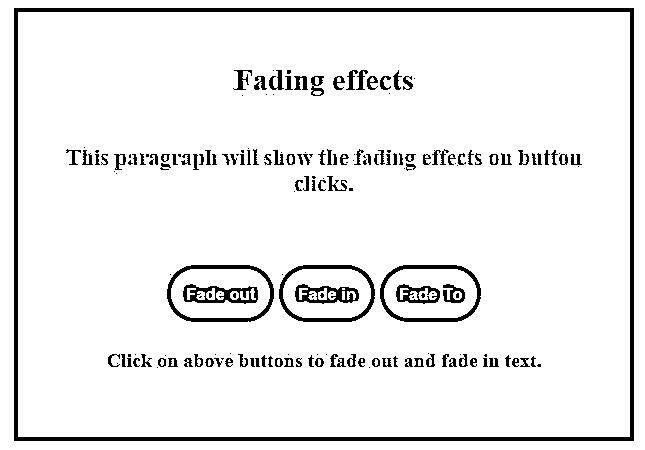 Fading effects
This paragraph will show the fading effects on button
clicks.
Fade out Fade in Fade To
Click on above buttons to fade out and fade in text.